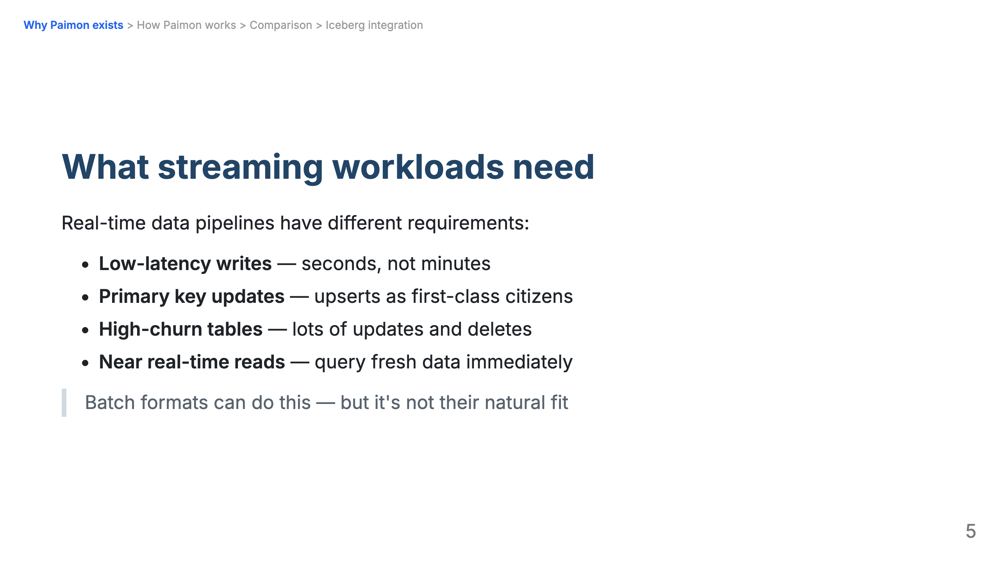 Why Paimon exists > How Paimon works > Comparison > Iceberg integration
What streaming workloads need
Real-time data pipelines have different requirements:
• Low-latency writes — seconds, not minutes
• Primary key updates — upserts as first-class citizens
• High-churn tables — lots of updates and deletes
• Near real-time reads — query fresh data immediately
Batch formats can do this — but it's not their natural fit
5